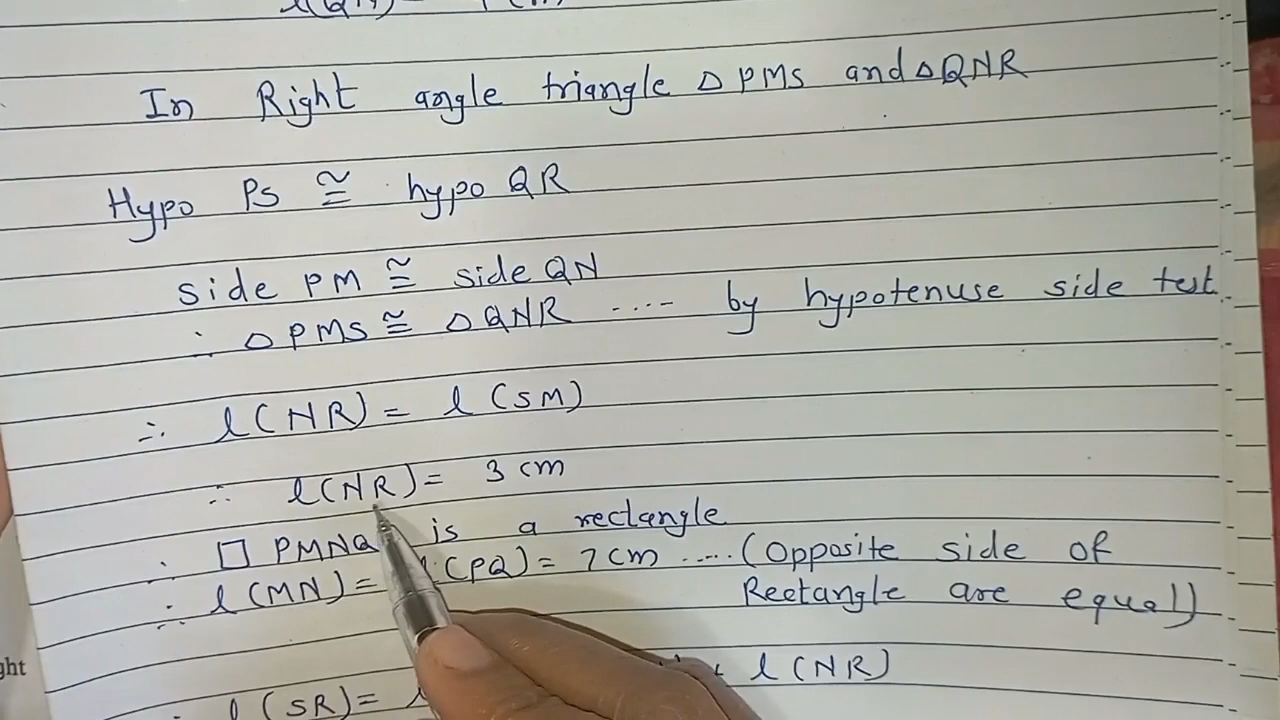 In Right angle triangle △ PMS and △ QNR
Hypo PS ≅ hypo QR
side PM ≅ side QN
∴ △ PMS ≅ △ QNR .... by hypotenuse side test
∴ l(NR) = l(SM)
∴ l(NR) = 3 cm
∴ □ PMNQ is a rectangle
∴ l(MN) = l(PQ) = 7 cm .... (Opposite side of
Rectangle are equal)
∴ l(SR) = + l(NR)
ght